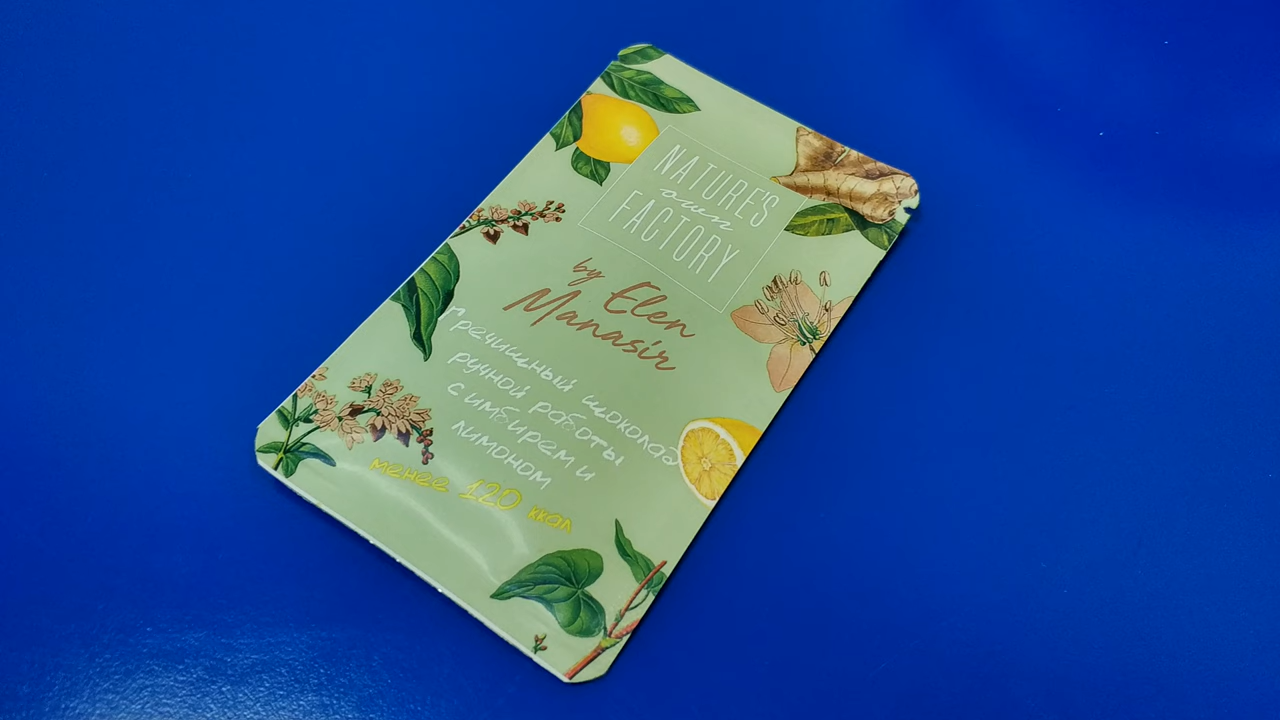 NATURE'S
own
FACTORY
by Elen
Manasir
Гречишный шоколад
ручной работы
с имбирем и
лимоном
менее 120 ккал